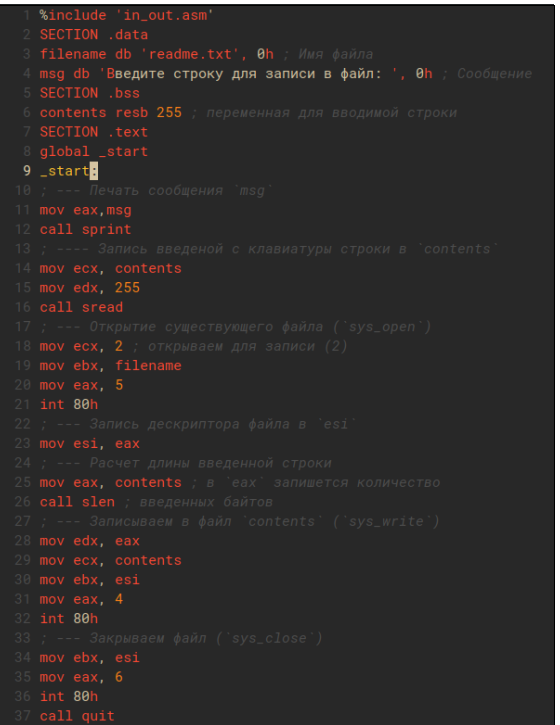 1 %include 'in_out.asm'
2 SECTION .data
3 filename db 'readme.txt', 0h ; Имя файла
4 msg db 'Введите строку для записи в файл: ', 0h ; Сообщение
5 SECTION .bss
6 contents resb 255 ; переменная для вводимой строки
7 SECTION .text
8 global _start
9 _start:
10 ; --- Печать сообщения `msg`
11 mov eax,msg
12 call sprint
13 ; ---- Запись введеной с клавиатуры строки в `contents`
14 mov ecx, contents
15 mov edx, 255
16 call sread
17 ; --- Открытие существующего файла (`sys_open`)
18 mov ecx, 2 ; открываем для записи (2)
19 mov ebx, filename
20 mov eax, 5
21 int 80h
22 ; --- Запись дескриптора файла в `esi`
23 mov esi, eax
24 ; --- Расчет длины введенной строки
25 mov eax, contents ; в `eax` запишется количество
26 call slen ; введенных байтов
27 ; --- Записываем в файл `contents` (`sys_write`)
28 mov edx, eax
29 mov ecx, contents
30 mov ebx, esi
31 mov eax, 4
32 int 80h
33 ; --- Закрываем файл (`sys_close`)
34 mov ebx, esi
35 mov eax, 6
36 int 80h
37 call quit